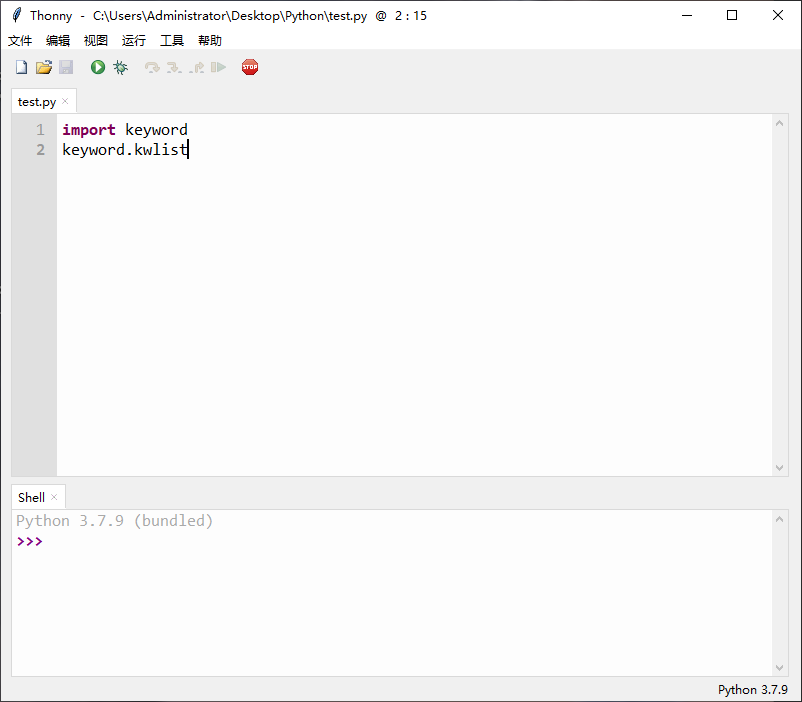 Thonny - C:\Users\Administrator\Desktop\Python\test.py @ 2 : 15
文件 编辑 视图 运行 工具 帮助
STOP
test.py ×
1 import keyword
2 keyword.kwlist
Shell ×
Python 3.7.9 (bundled)
>>>
Python 3.7.9